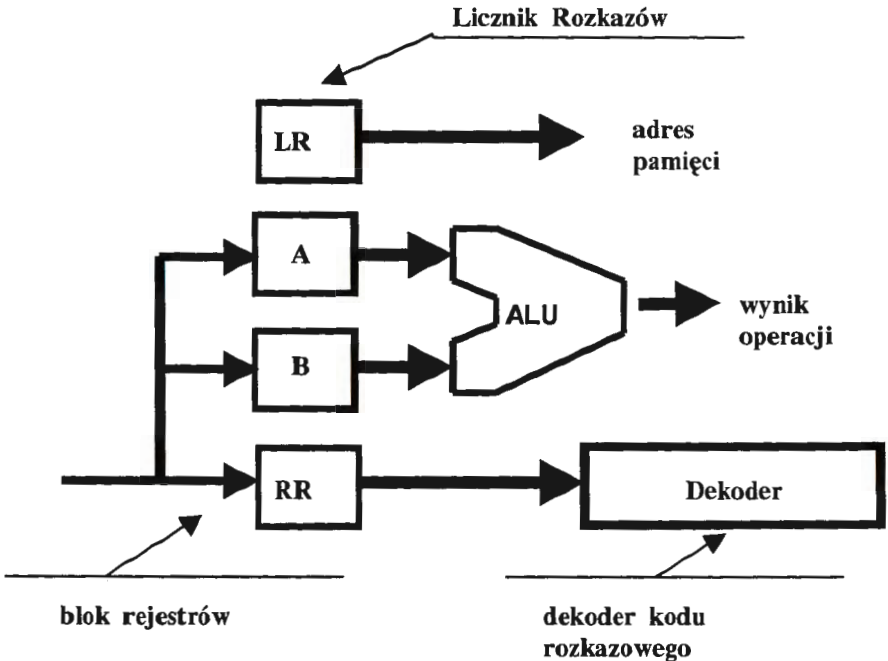 Licznik Rozkazów
LR
adres
pamięci
A
ALU
wynik
operacji
B
RR
Dekoder
blok rejestrów
dekoder kodu
rozkazowego